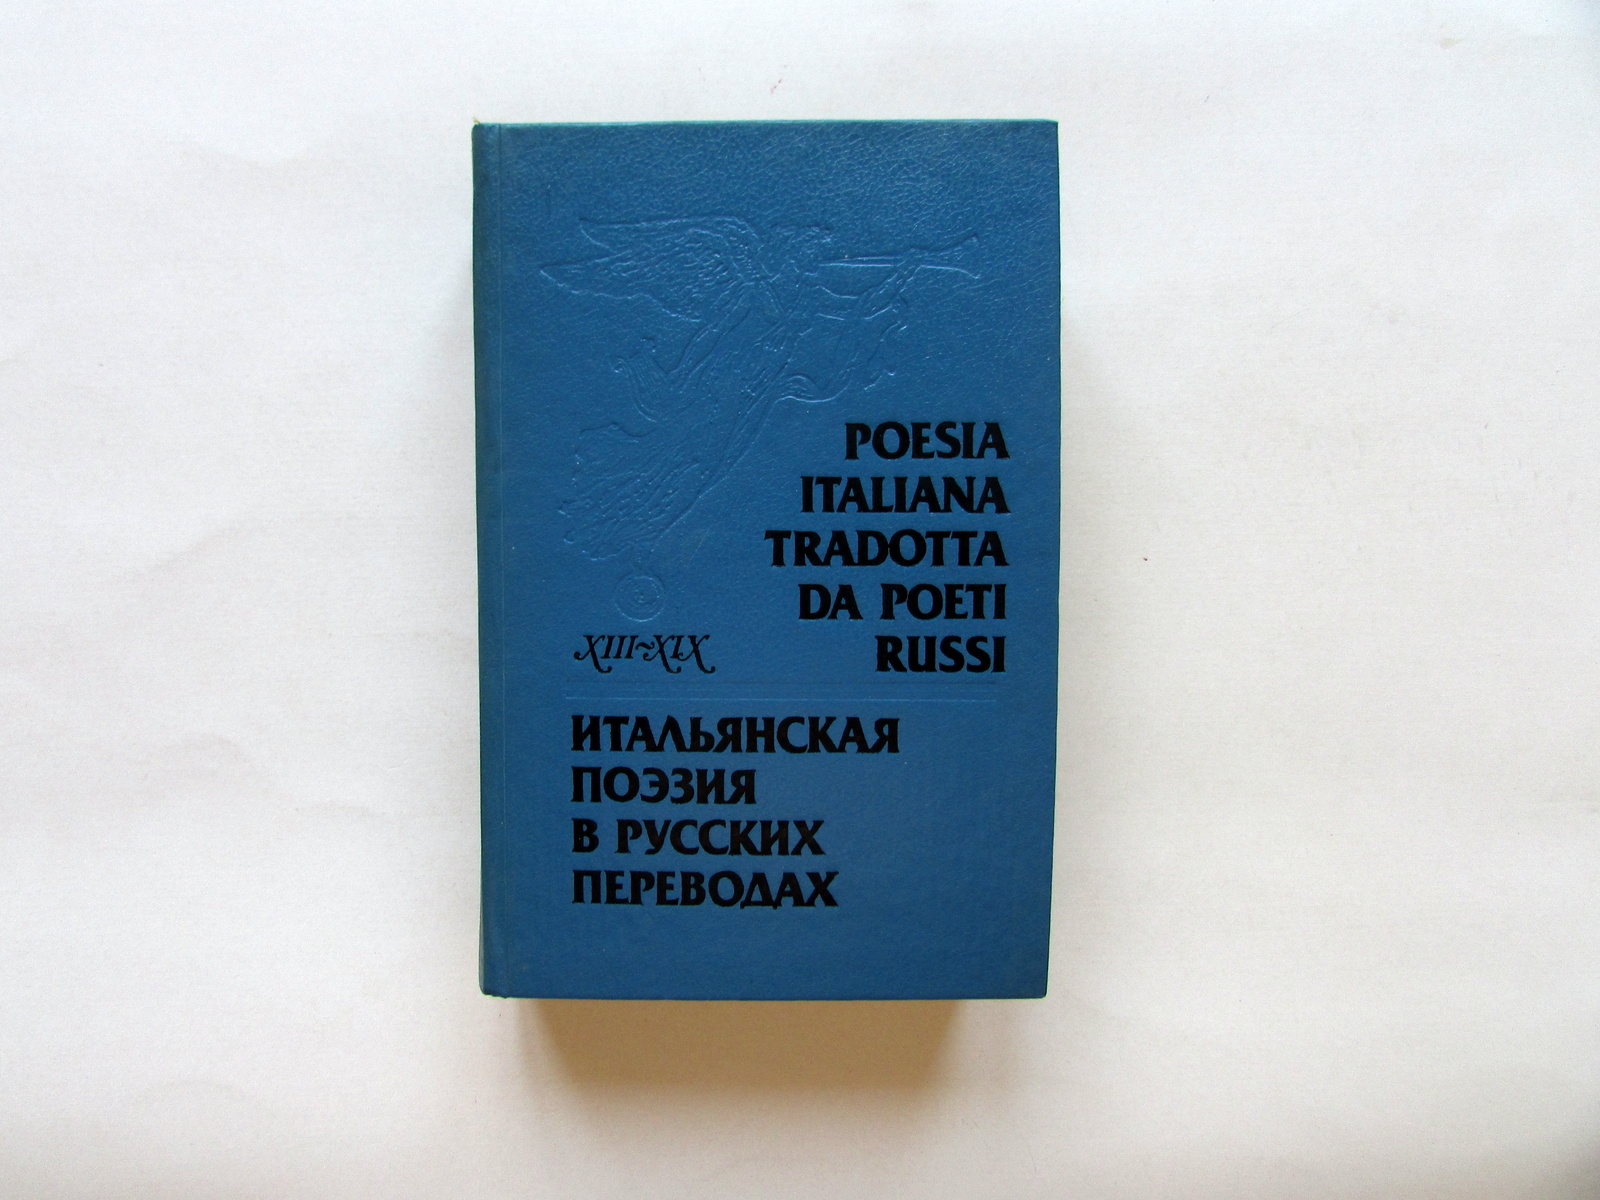 POESIA
ITALIANA
TRADOTTA
DA POETI
RUSSI
XIII~XIX
ИТАЛЬЯНСКАЯ
ПОЭЗИЯ
В РУССКИХ
ПЕРЕВОДАХ